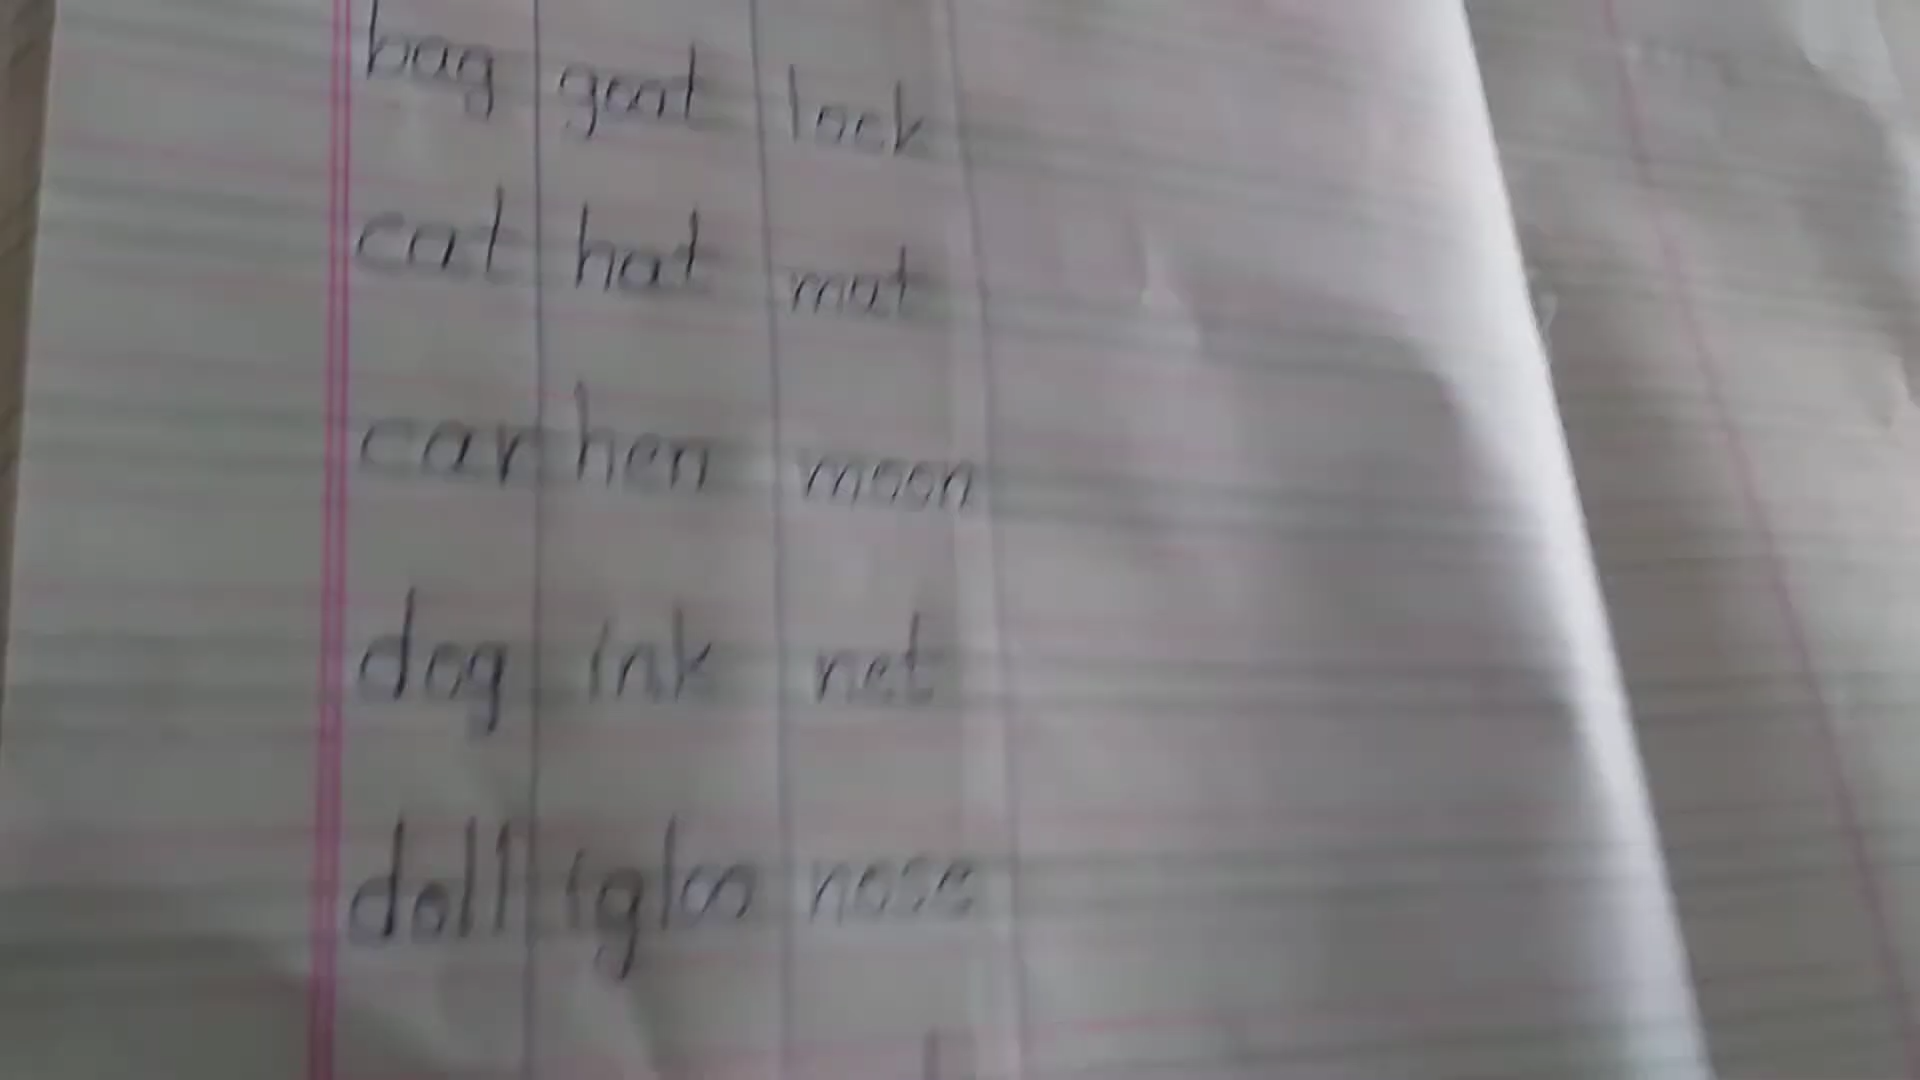 bag goat lock
cat hat mat
car hen moon
dog ink net
doll igloo nose